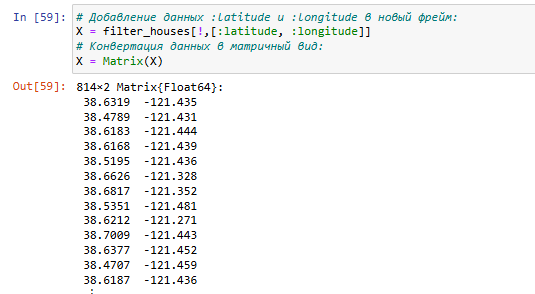 In [59]: # Добавление данных :latitude и :longitude в новый фрейм:
X = filter_houses[!,[:latitude, :longitude]]
# Конвертация данных в матричный вид:
X = Matrix(X)
Out[59]: 814×2 Matrix{Float64}:
38.6319 -121.435
38.4789 -121.431
38.6183 -121.444
38.6168 -121.439
38.5195 -121.436
38.6626 -121.328
38.6817 -121.352
38.5351 -121.481
38.6212 -121.271
38.7009 -121.443
38.6377 -121.452
38.4707 -121.459
38.6187 -121.436
⋮